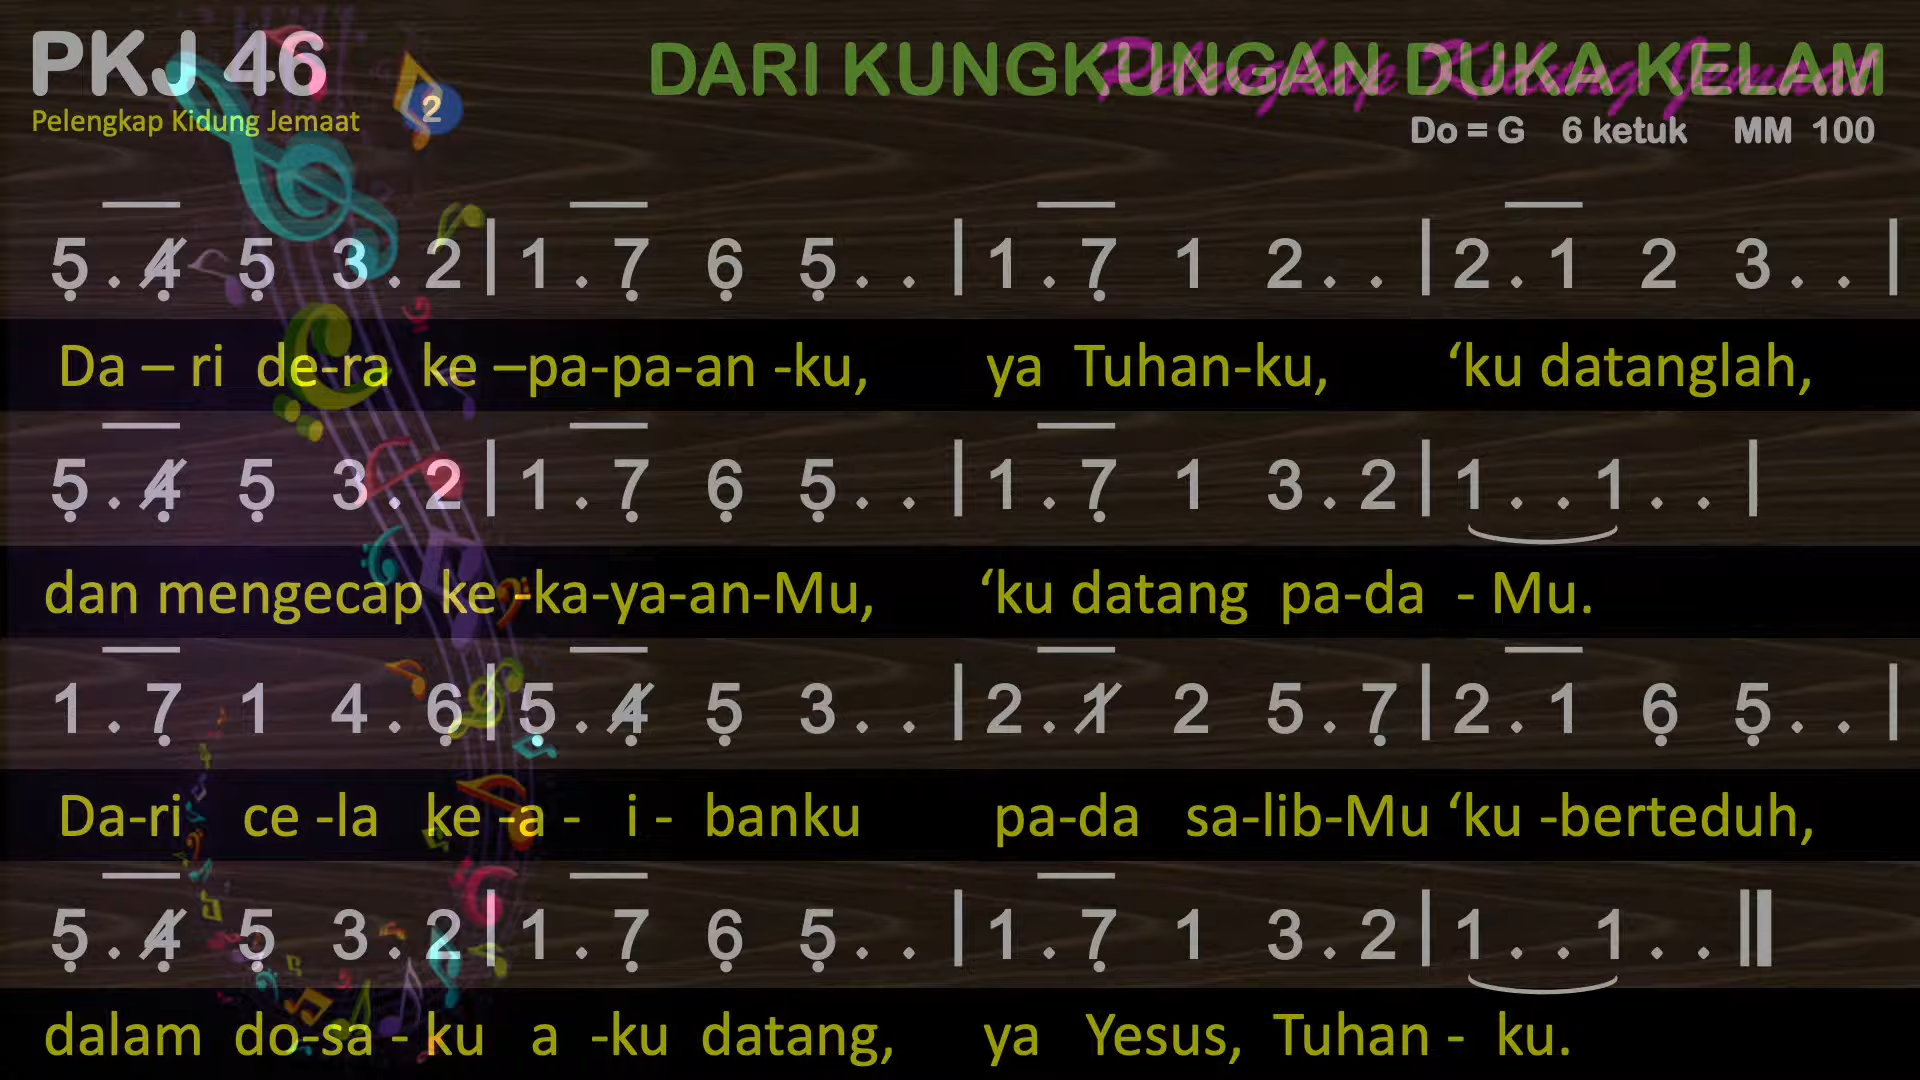 PKJ 46
Pelengkap Kidung Jemaat
2
DARI KUNGKUNGAN DUKA KELAM
Pelengkap Kidung Jemaat
Do = G 6 ketuk MM 100
5̣ . 4̸̣ 5̣ 3 . 2 | 1 . 7̣ 6̣ 5̣ . . | 1 . 7̣ 1 2 . . | 2 . 1 2 3 . . |
Da – ri de-ra ke –pa-pa-an -ku, ya Tuhan-ku, ‘ku datanglah,
5̣ . 4̸̣ 5̣ 3 . 2 | 1 . 7̣ 6̣ 5̣ . . | 1 . 7̣ 1 3 . 2 | 1 . . 1 . . |
dan mengecap ke -ka-ya-an-Mu, ‘ku datang pa-da - Mu.
1 . 7̣ 1 4 . 6̣ | 5̣ . 4̸̣ 5̣ 3 . . | 2 . 1̸ 2 5 . 7̣ | 2 . 1 6̣ 5̣ . . |
Da-ri ce -la ke -a - i - banku pa-da sa-lib-Mu ‘ku -berteduh,
5̣ . 4̸̣ 5̣ 3 . 2 | 1 . 7̣ 6̣ 5̣ . . | 1 . 7̣ 1 3 . 2 | 1 . . 1 . . ||
dalam do-sa - ku a -ku datang, ya Yesus, Tuhan - ku.